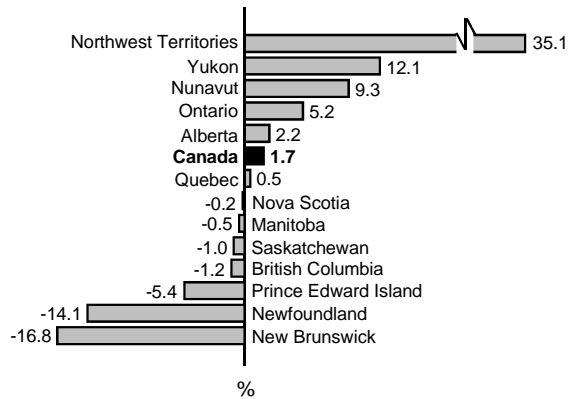 Northwest Territories 35.1
Yukon 12.1
Nunavut 9.3
Ontario 5.2
Alberta 2.2
Canada 1.7
Quebec 0.5
-0.2 Nova Scotia
-0.5 Manitoba
-1.0 Saskatchewan
-1.2 British Columbia
-5.4 Prince Edward Island
-14.1 Newfoundland
-16.8 New Brunswick
%